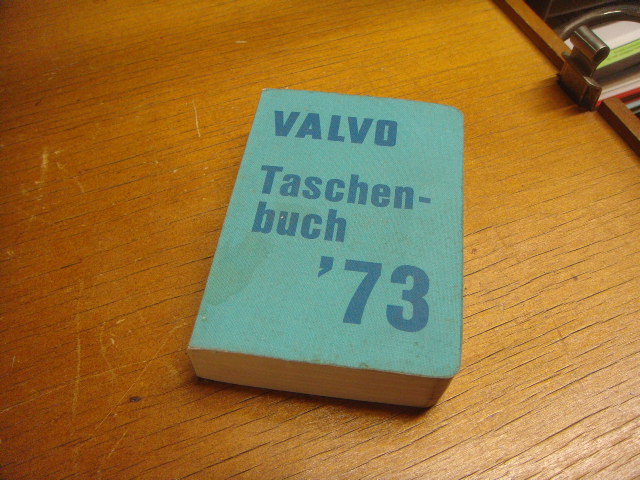 VALVO
Taschen-
buch
'73